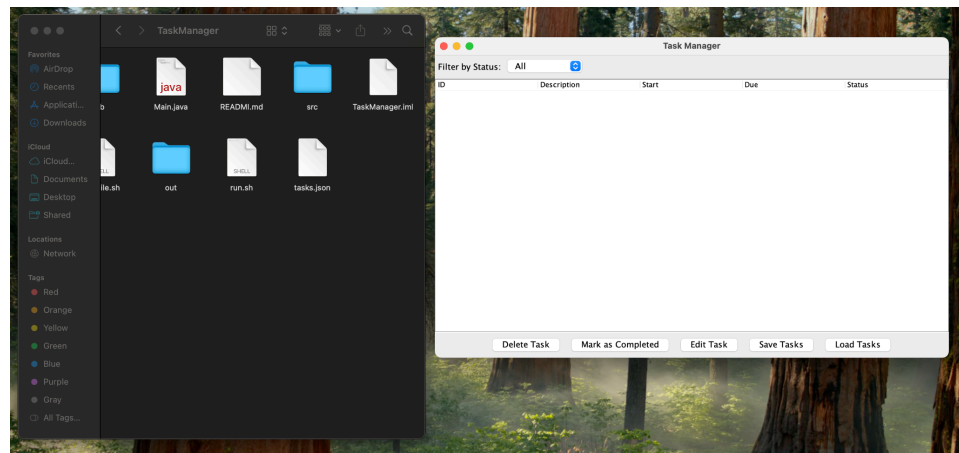 TaskManager
Favorites
AirDrop
Recents
Applicati...
Downloads
iCloud
iCloud...
Documents
Desktop
Shared
Locations
Network
Tags
Red
Orange
Yellow
Green
Blue
Purple
Gray
All Tags...
java
b Main.java READMI.md src TaskManager.iml
ELL SHELL
ile.sh out run.sh tasks.json
Task Manager
Filter by Status: All
ID Description Start Due Status
Delete Task Mark as Completed Edit Task Save Tasks Load Tasks